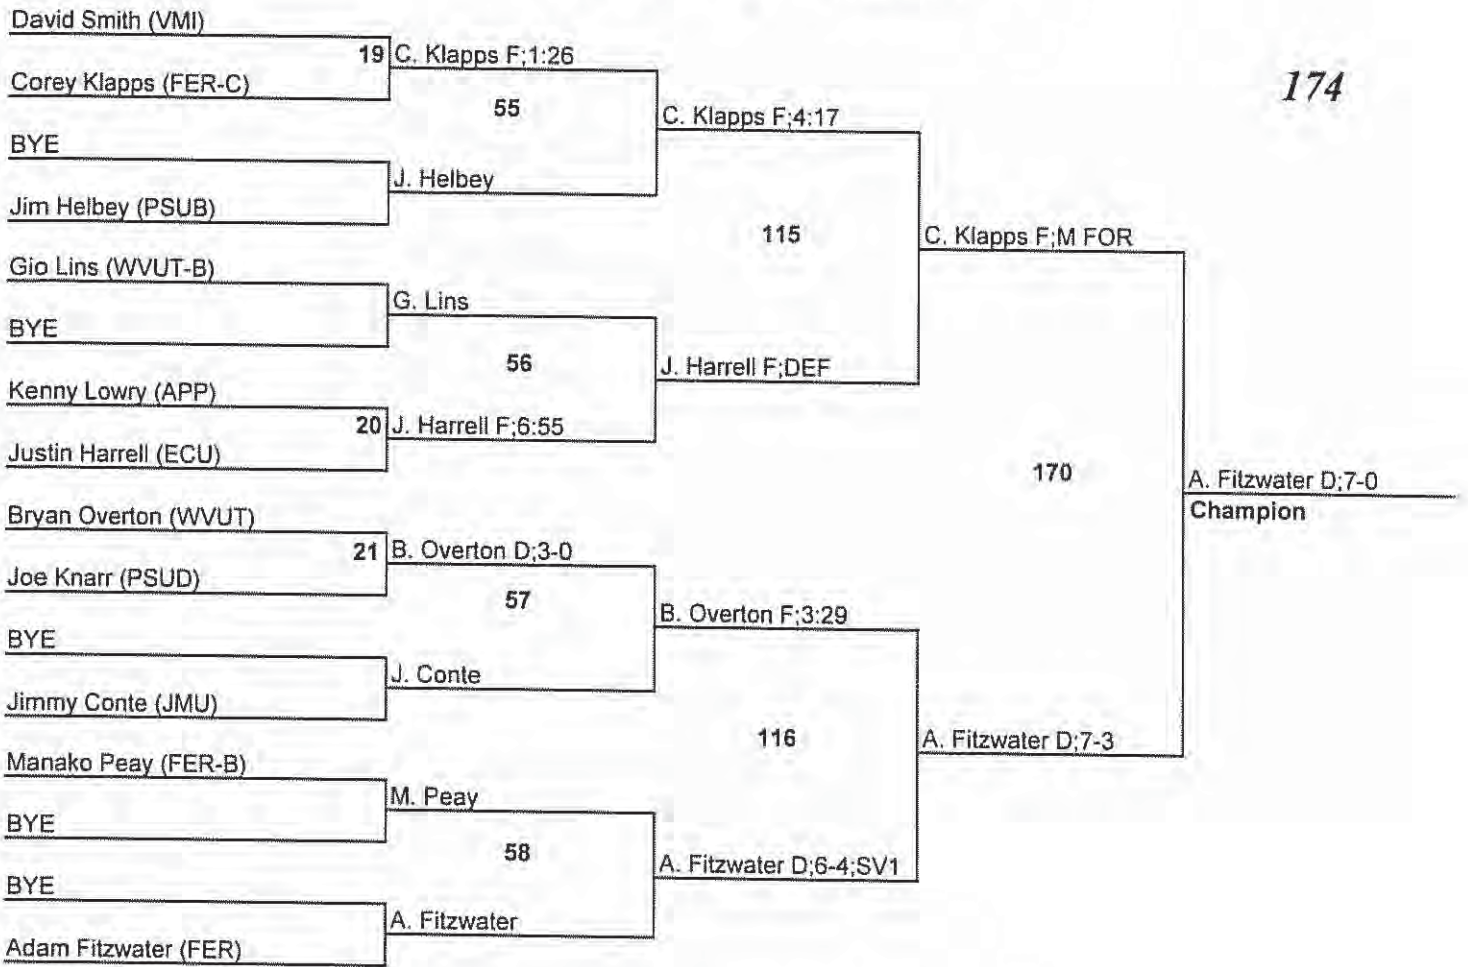 David Smith (VMI)
19 C. Klapps F;1:26
Corey Klapps (FER-C)
174
55
C. Klapps F;4:17
BYE
J. Helbey
Jim Helbey (PSUB)
115
C. Klapps F;M FOR
Gio Lins (WVUT-B)
G. Lins
BYE
56
J. Harrell F;DEF
Kenny Lowry (APP)
20 J. Harrell F;6:55
Justin Harrell (ECU)
170
A. Fitzwater D;7-0
Champion
Bryan Overton (WVUT)
21 B. Overton D;3-0
Joe Knarr (PSUD)
57
B. Overton F;3:29
BYE
J. Conte
Jimmy Conte (JMU)
116
A. Fitzwater D;7-3
Manako Peay (FER-B)
M. Peay
BYE
58
A. Fitzwater D;6-4;SV1
BYE
A. Fitzwater
Adam Fitzwater (FER)